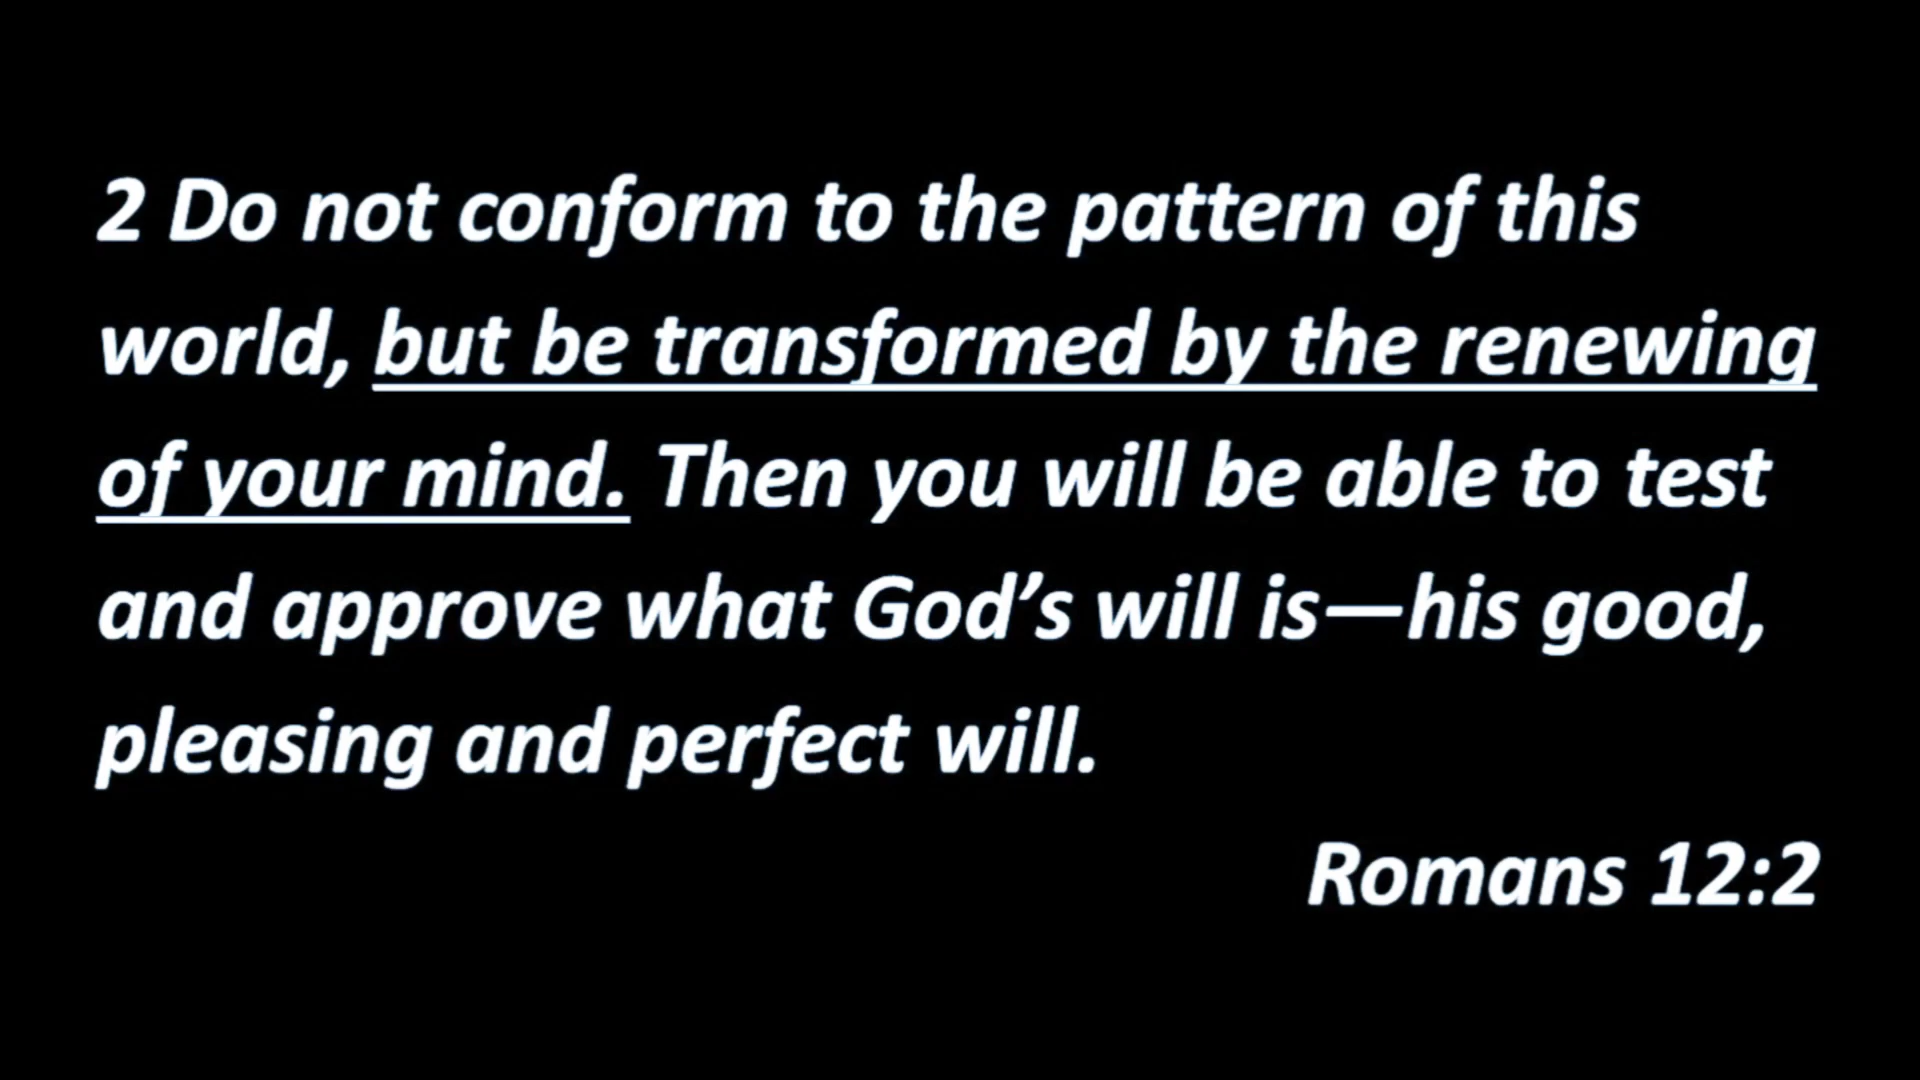 2 Do not conform to the pattern of this
world, but be transformed by the renewing
of your mind. Then you will be able to test
and approve what God’s will is—his good,
pleasing and perfect will.
Romans 12:2